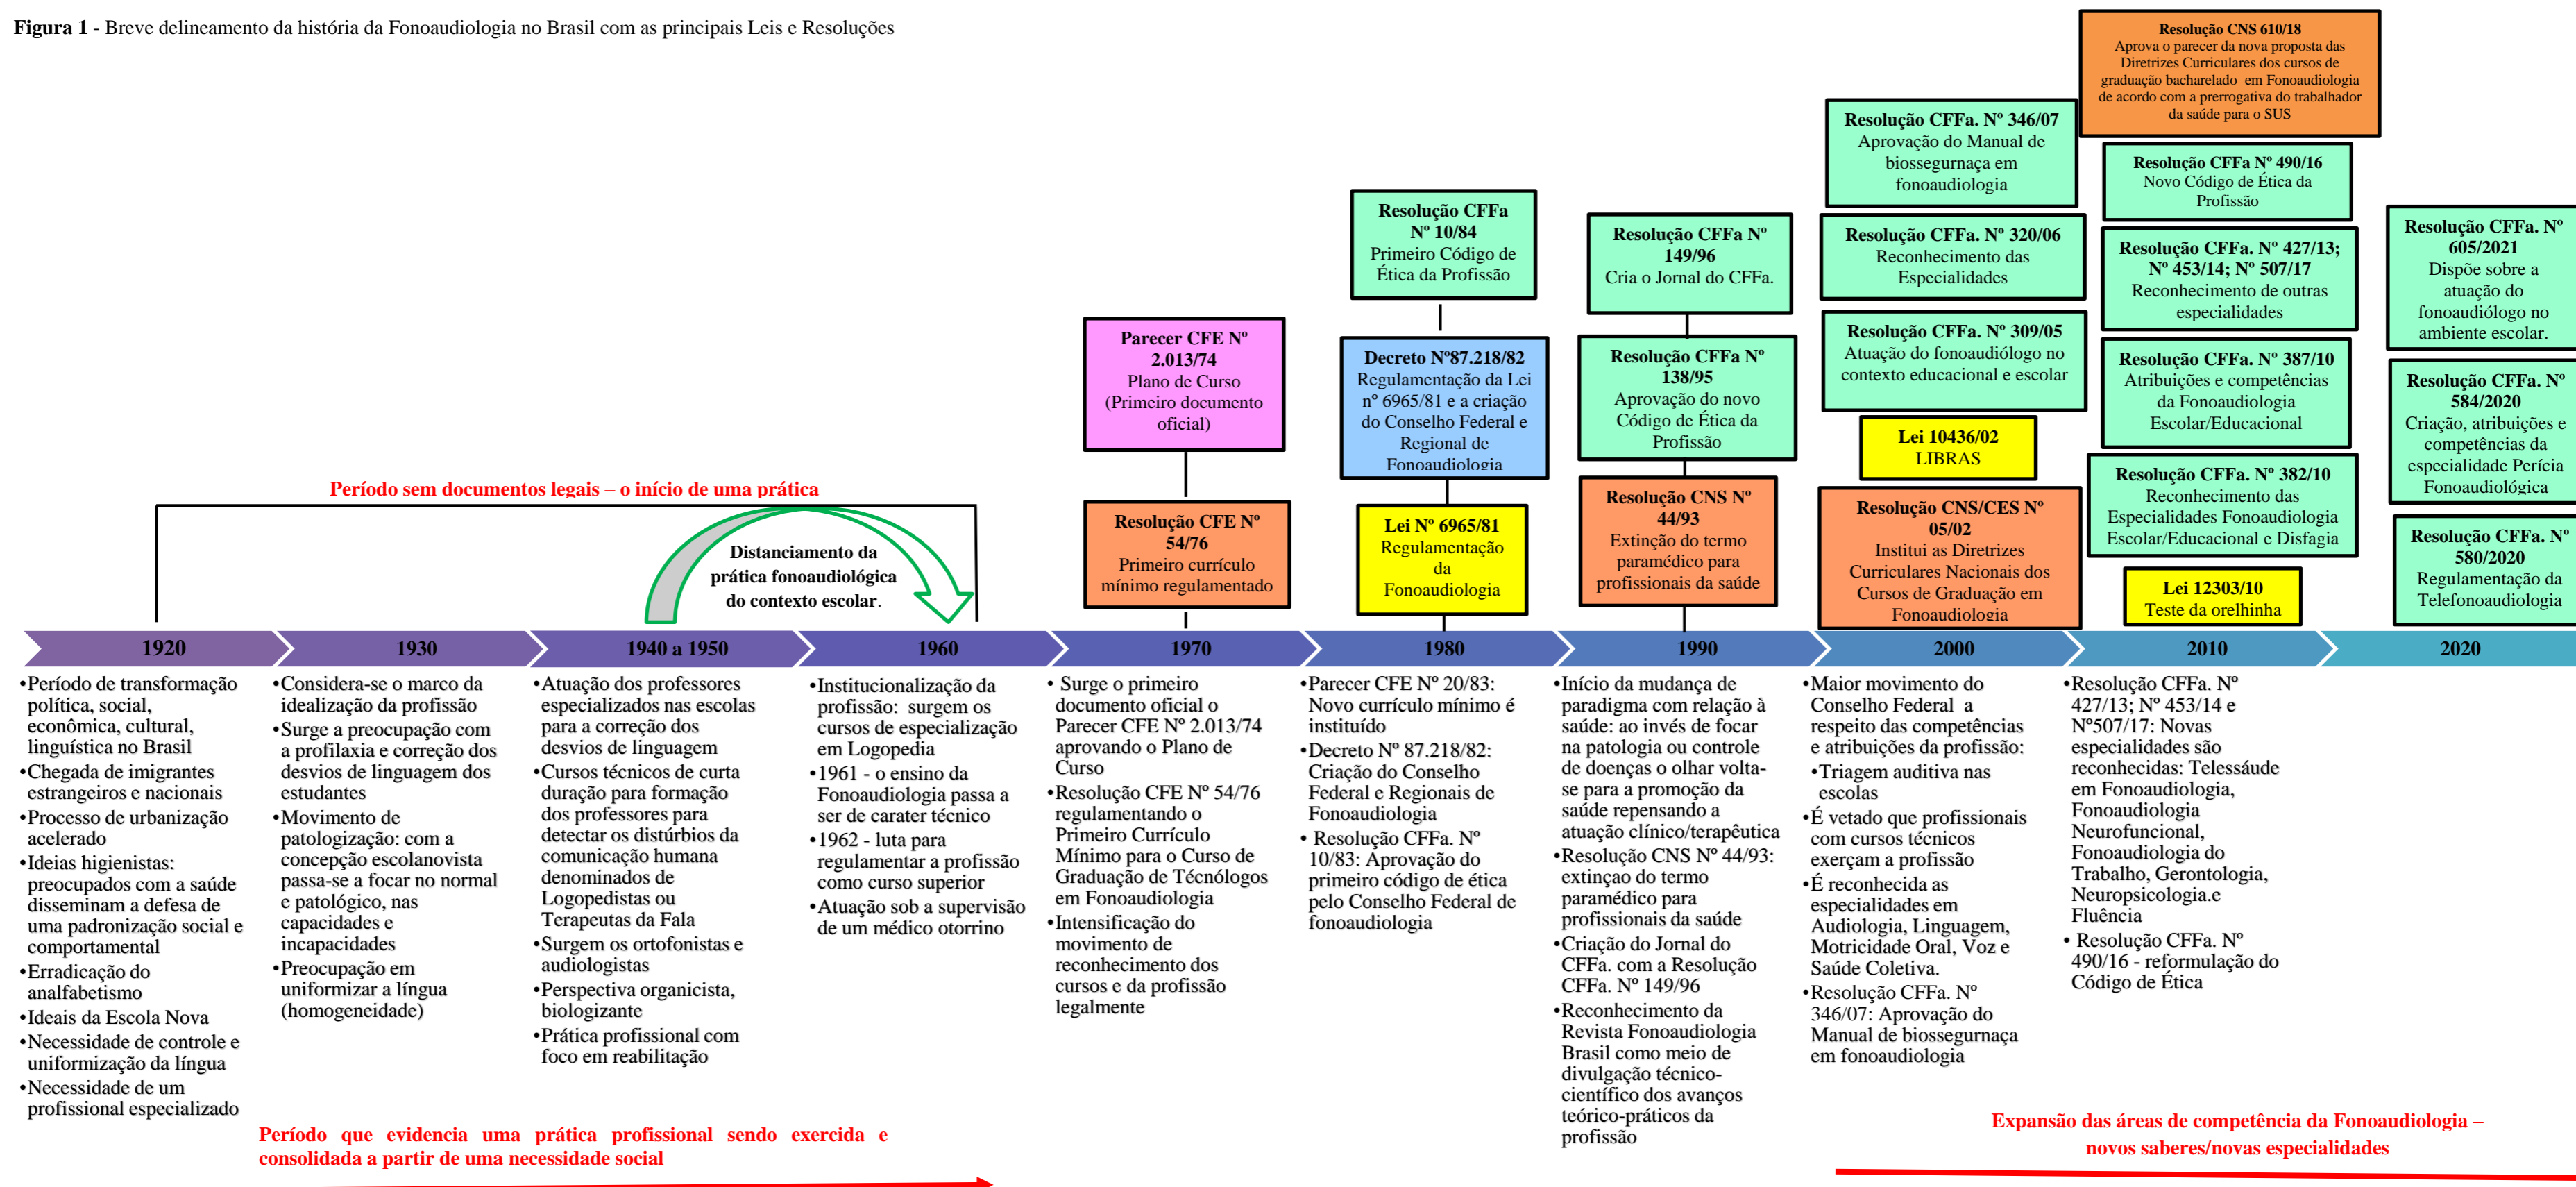 Figura 1 - Breve delineamento da história da Fonoaudiologia no Brasil com as principais Leis e Resoluções
Resolução CNS 610/18
Aprova o parecer da nova proposta das
Diretrizes Curriculares dos cursos de
graduação bacharelado em Fonoaudiologia
de acordo com a prerrogativa do trabalhador
da saúde para o SUS
Resolução CFFa. Nº 346/07
Aprovação do Manual de
biossegurnaça em
fonoaudiologia
Resolução CFFa Nº 490/16
Novo Código de Ética da
Profissão
Resolução CFFa
Nº 10/84
Primeiro Código de
Ética da Profissão
Resolução CFFa Nº
149/96
Cria o Jornal do CFFa.
Resolução CFFa. Nº 320/06
Reconhecimento das
Especialidades
Resolução CFFa. Nº 427/13;
Nº 453/14; Nº 507/17
Reconhecimento de outras
especialidades
Resolução CFFa. Nº
605/2021
Dispõe sobre a
atuação do
fonoaudiólogo no
ambiente escolar.
Parecer CFE Nº
2.013/74
Plano de Curso
(Primeiro documento
oficial)
Decreto Nº87.218/82
Regulamentação da Lei
nº 6965/81 e a criação
do Conselho Federal e
Regional de
Fonoaudiologia
Resolução CFFa Nº
138/95
Aprovação do novo
Código de Ética da
Profissão
Resolução CFFa. Nº 309/05
Atuação do fonoaudiólogo no
contexto educacional e escolar
Resolução CFFa. Nº 387/10
Atribuições e competências
da Fonoaudiologia
Escolar/Educacional
Resolução CFFa. Nº
584/2020
Criação, atribuições e
competências da
especialidade Perícia
Fonoaudiológica
Lei 10436/02
LIBRAS
Resolução CFFa. Nº 382/10
Reconhecimento das
Especialidades Fonoaudiologia
Escolar/Educacional e Disfagia
Período sem documentos legais – o início de uma prática
Distanciamento da
prática fonoaudiológica
do contexto escolar.
Resolução CFE Nº
54/76
Primeiro currículo
mínimo regulamentado
Lei Nº 6965/81
Regulamentação
da
Fonoaudiologia
Resolução CNS Nº
44/93
Extinção do termo
paramédico para
profissionais da saúde
Resolução CNS/CES Nº
05/02
Institui as Diretrizes
Curriculares Nacionais dos
Cursos de Graduação em
Fonoaudiologia
Lei 12303/10
Teste da orelhinha
Resolução CFFa. Nº
580/2020
Regulamentação da
Telefonoaudiologia
1920
1930
1940 a 1950
1960
1970
1980
1990
2000
2010
2020
•Período de transformação
política, social,
econômica, cultural,
linguística no Brasil
•Chegada de imigrantes
estrangeiros e nacionais
•Processo de urbanização
acelerado
•Ideias higienistas:
preocupados com a saúde
disseminam a defesa de
uma padronização social e
comportamental
•Erradicação do
analfabetismo
•Ideais da Escola Nova
•Necessidade de controle e
uniformização da língua
•Necessidade de um
profissional especializado
•Considera-se o marco da
idealização da profissão
•Surge a preocupação com
a profilaxia e correção dos
desvios de linguagem dos
estudantes
•Movimento de
patologização: com a
concepção escolanovista
passa-se a focar no normal
e patológico, nas
capacidades e
incapacidades
•Preocupação em
uniformizar a língua
(homogeneidade)
•Atuação dos professores
especializados nas escolas
para a correção dos
desvios de linguagem
•Cursos técnicos de curta
duração para formação
dos professores para
detectar os distúrbios da
comunicação humana
denominados de
Logopedistas ou
Terapeutas da Fala
•Surgem os ortofonistas e
audiologistas
•Perspectiva organicista,
biologizante
•Prática profissional com
foco em reabilitação
•Institucionalização da
profissão: surgem os
cursos de especialização
em Logopedia
•1961 - o ensino da
Fonoaudiologia passa a
ser de carater técnico
•1962 - luta para
regulamentar a profissão
como curso superior
•Atuação sob a supervisão
de um médico otorrino
• Surge o primeiro
documento oficial o
Parecer CFE Nº 2.013/74
aprovando o Plano de
Curso
•Resolução CFE Nº 54/76
regulamentando o
Primeiro Currículo
Mínimo para o Curso de
Graduação de Técnólogos
em Fonoaudiologia
•Intensificação do
movimento de
reconhecimento dos
cursos e da profissão
legalmente
•Parecer CFE Nº 20/83:
Novo currículo mínimo é
instituído
•Decreto Nº 87.218/82:
Criação do Conselho
Federal e Regionais de
Fonoaudiologia
• Resolução CFFa. Nº
10/83: Aprovação do
primeiro código de ética
pelo Conselho Federal de
fonoaudiologia
•Início da mudança de
paradigma com relação à
saúde: ao invés de focar
na patologia ou controle
de doenças o olhar volta-
se para a promoção da
saúde repensando a
atuação clínico/terapêutica
•Resolução CNS Nº 44/93:
extinçao do termo
paramédico para
profissionais da saúde
•Criação do Jornal do
CFFa. com a Resolução
CFFa. Nº 149/96
•Reconhecimento da
Revista Fonoaudiologia
Brasil como meio de
divulgação técnico-
científico dos avanços
teórico-práticos da
profissão
•Maior movimento do
Conselho Federal a
respeito das competências
e atribuições da profissão:
•Triagem auditiva nas
escolas
•É vetado que profissionais
com cursos técnicos
exerçam a profissão
•É reconhecida as
especialidades em
Audiologia, Linguagem,
Motricidade Oral, Voz e
Saúde Coletiva.
•Resolução CFFa. Nº
346/07: Aprovação do
Manual de biossegurnaça
em fonoaudiologia
•Resolução CFFa. Nº
427/13; Nº 453/14 e
Nº507/17: Novas
especialidades são
reconhecidas: Telessáude
em Fonoaudiologia,
Fonoaudiologia
Neurofuncional,
Fonoaudiologia do
Trabalho, Gerontologia,
Neuropsicologia.e
Fluência
• Resolução CFFa. Nº
490/16 - reformulação do
Código de Ética
Período que evidencia uma prática profissional sendo exercida e
consolidada a partir de uma necessidade social
Expansão das áreas de competência da Fonoaudiologia –
novos saberes/novas especialidades